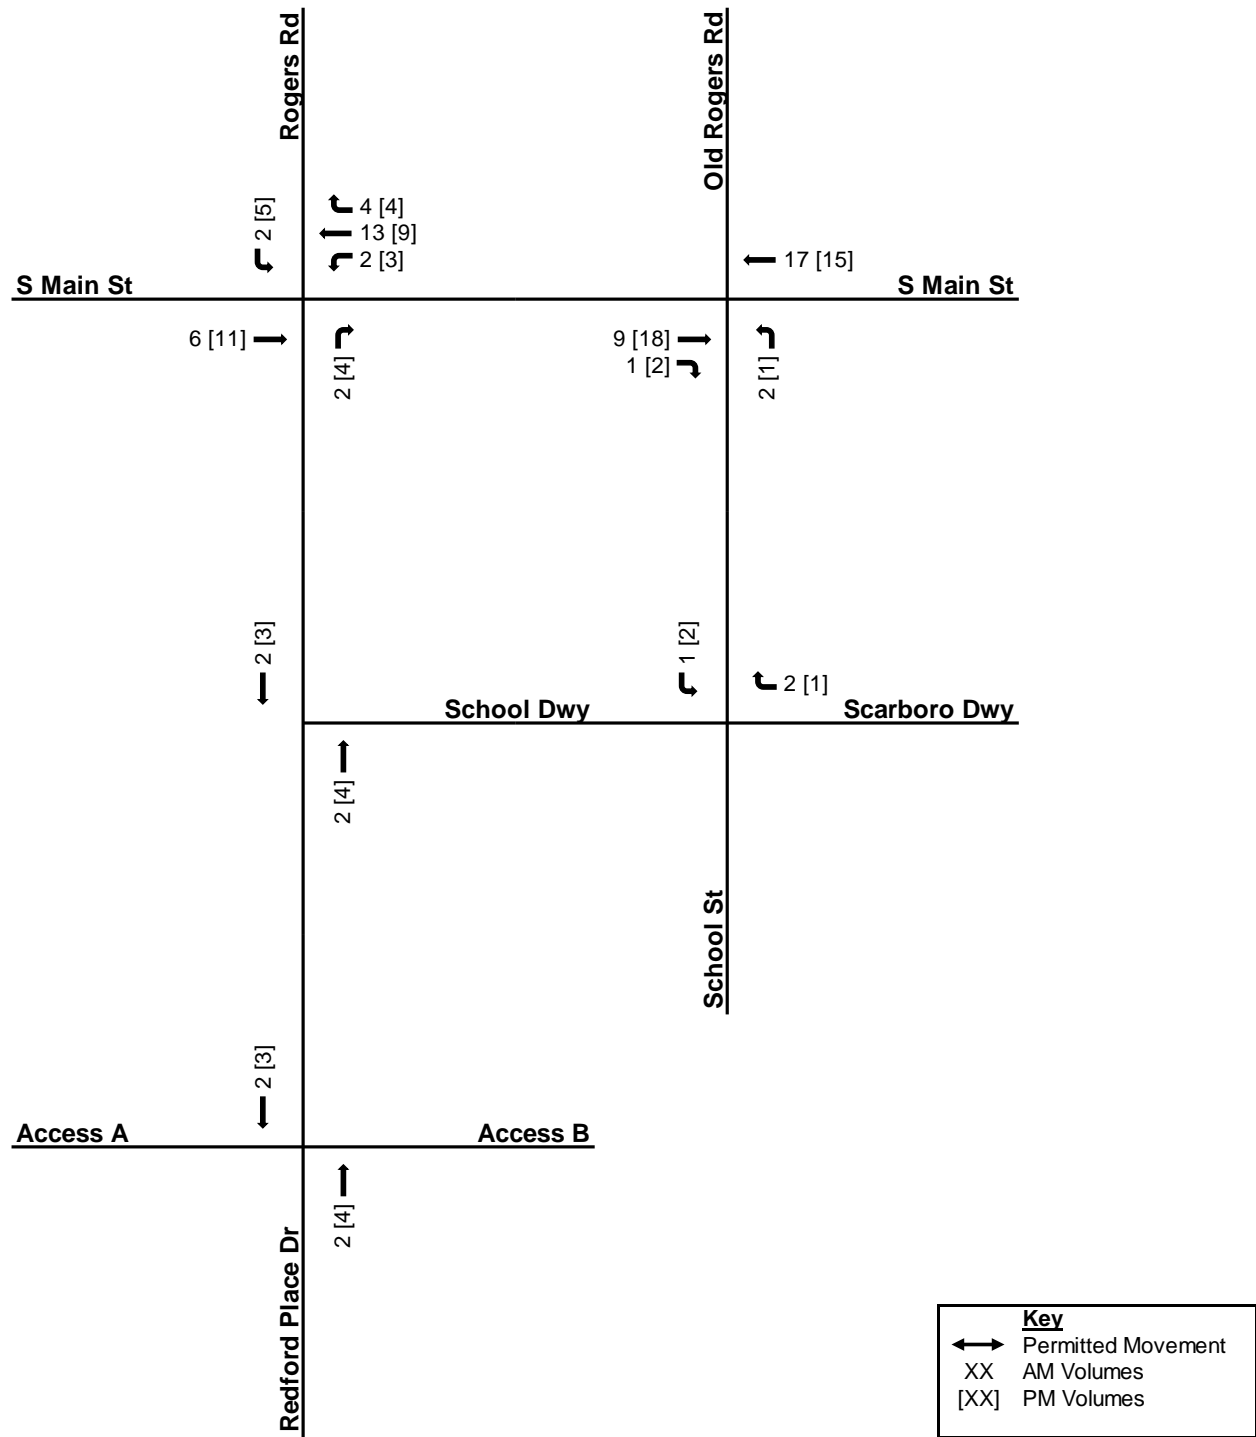 Rogers Rd
Old Rogers Rd
2 [5]
4 [4]
13 [9]
2 [3]
17 [15]
S Main St
S Main St
6 [11]
2 [4]
9 [18]
1 [2]
2 [1]
2 [3]
1 [2]
2 [1]
School Dwy
Scarboro Dwy
2 [4]
School St
2 [3]
Access A
Access B
2 [4]
Redford Place Dr
Key
Permitted Movement
XX AM Volumes
[XX] PM Volumes